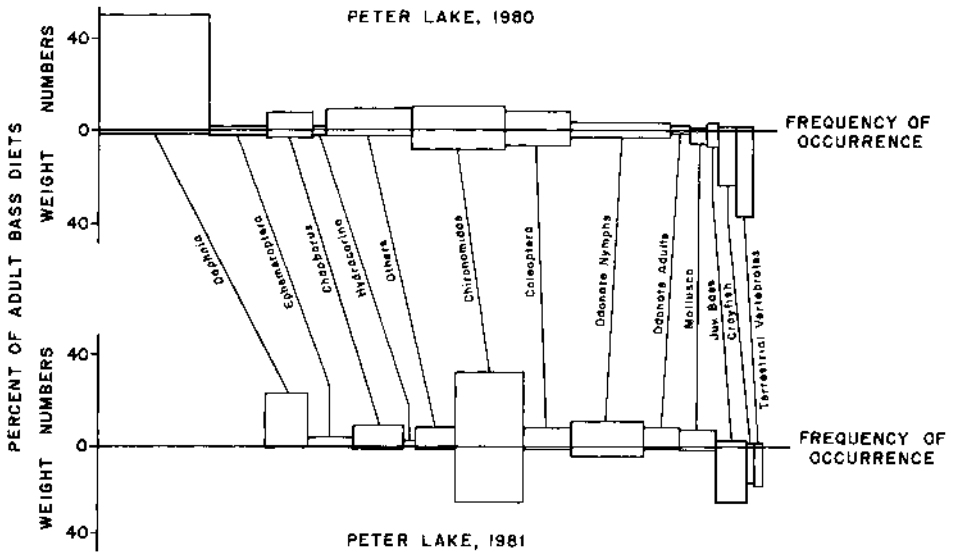 PETER LAKE, 1980
PERCENT OF ADULT BASS DIETS
NUMBERS
WEIGHT
40
0
40
FREQUENCY OF
OCCURRENCE
Daphnia
Ephemeroptera
Chaoborus
Hydracarina
Others
Chironomidae
Coleoptera
Odonate Nymphs
Odonate Adults
Mollusca
Juv. Bass
Crayfish
Terrestrial Vertebrates
NUMBERS
WEIGHT
40
0
40
FREQUENCY OF
OCCURRENCE
PETER LAKE, 1981